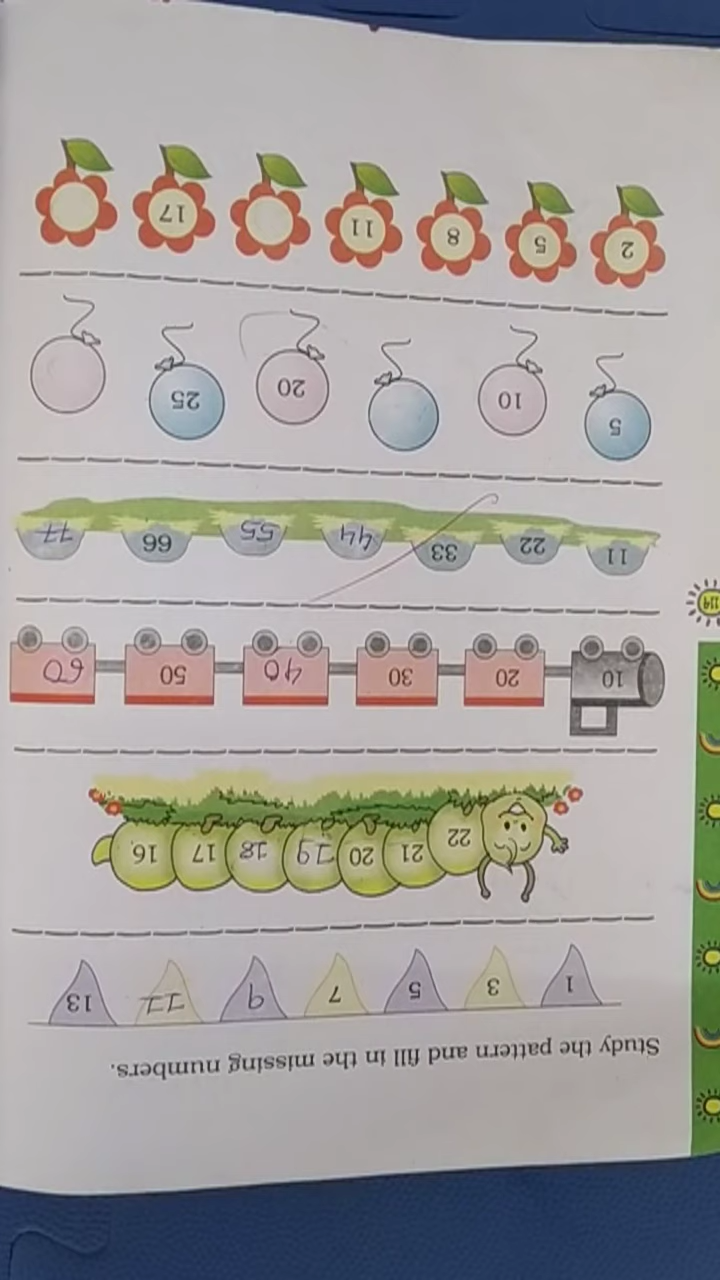 Study the pattern and fill in the missing numbers.
1 3 5 7 9 11 13
22 21 20 19 18 17 16
10 20 30 40 50 60
11 22 33 44 55 66 77
5 10 20 25
2 5 8 11 17
119